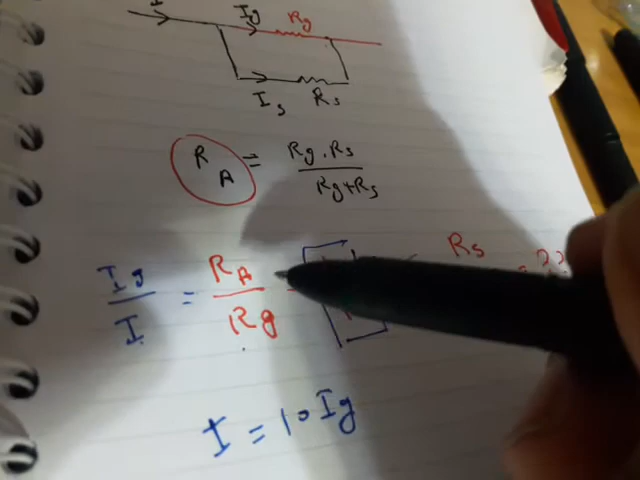 I
Ig Rg
Is Rs
RA = Rg . Rs / Rg+Rs
Ig / I = RA / Rg = Rs = ??
I = 10 Ig